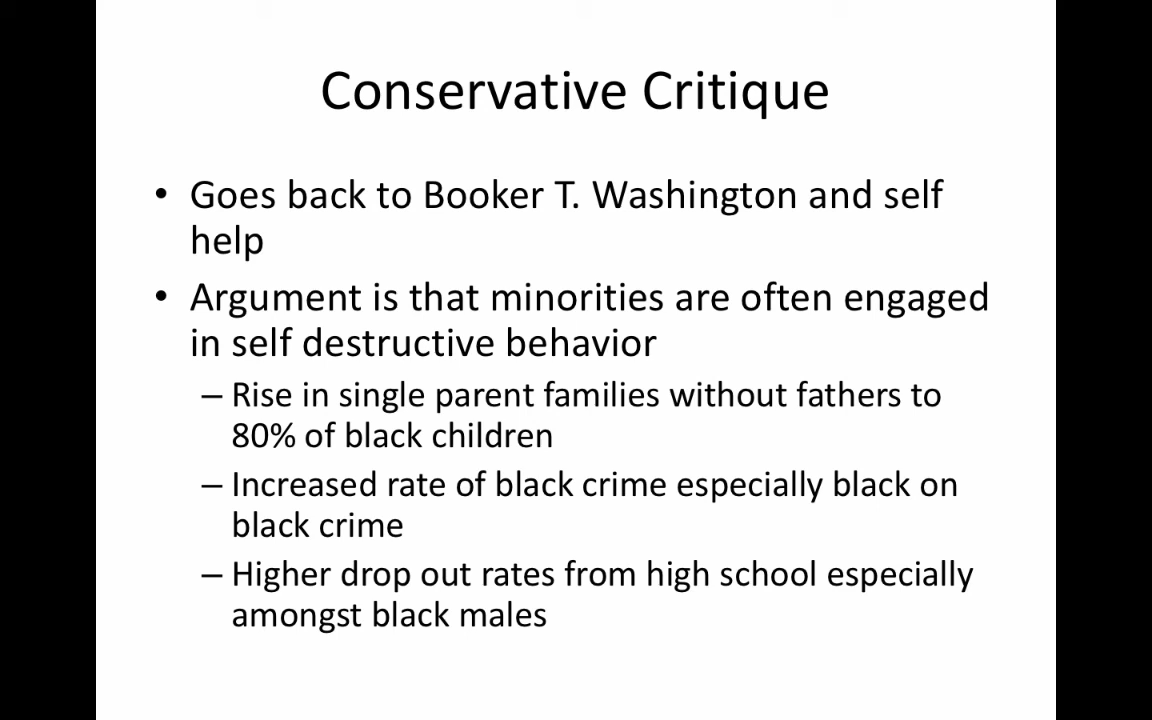 Conservative Critique
• Goes back to Booker T. Washington and self
help
• Argument is that minorities are often engaged
in self destructive behavior
– Rise in single parent families without fathers to
80% of black children
– Increased rate of black crime especially black on
black crime
– Higher drop out rates from high school especially
amongst black males